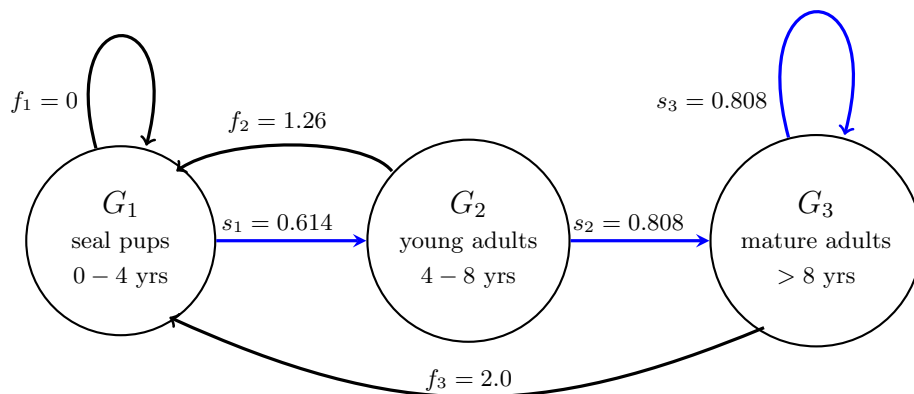 f₁ = 0
s₃ = 0.808
f₂ = 1.26
G₁
seal pups
0 − 4 yrs
s₁ = 0.614
G₂
young adults
4 − 8 yrs
s₂ = 0.808
G₃
mature adults
> 8 yrs
f₃ = 2.0